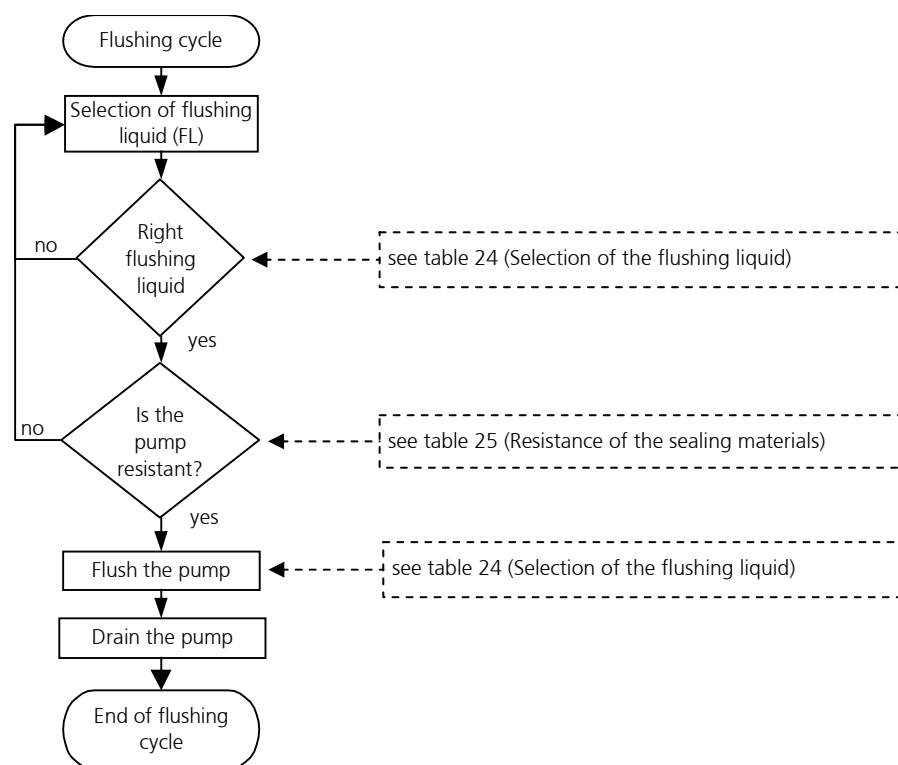 Flushing cycle
Selection of flushing
liquid (FL)
Right
flushing
liquid
no
see table 24 (Selection of the flushing liquid)
yes
Is the
pump
resistant?
no
see table 25 (Resistance of the sealing materials)
yes
Flush the pump
see table 24 (Selection of the flushing liquid)
Drain the pump
End of flushing
cycle